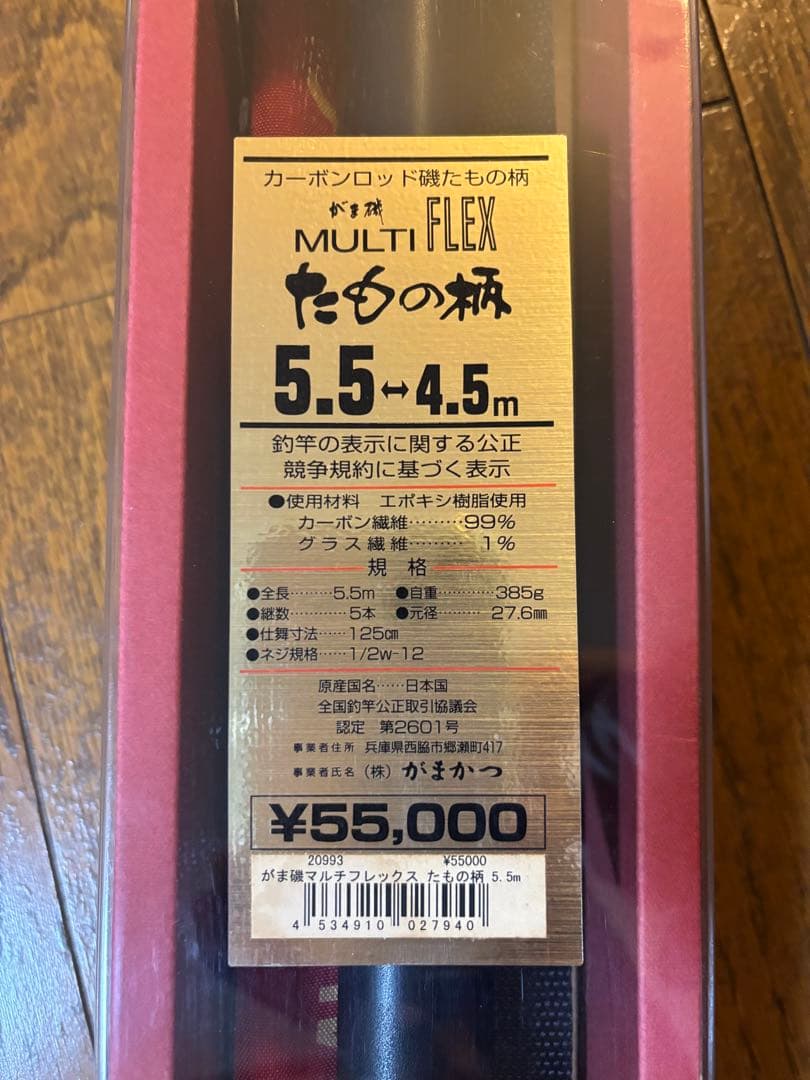 カーボンロッド磯たもの柄
がま磯
MULTI FLEX
たもの柄
5.5↔4.5m
釣竿の表示に関する公正
競争規約に基づく表示
●使用材料 エポキシ樹脂使用
カーボン繊維………99%
グラス繊維……… 1%
規 格
●全長………5.5m ●自重…………385g
●継数…………5本 ●元径……… 27.6mm
●仕舞寸法……125cm
●ネジ規格……1/2w-12
原産国名……日本国
全国釣竿公正取引協議会
認定 第2601号
事業者住所 兵庫県西脇市郷瀬町417
事業者氏名 (株) がまかつ
¥55,000
20993 ¥55000
がま磯マルチフレックス たもの柄 5.5m
4 534910 027940